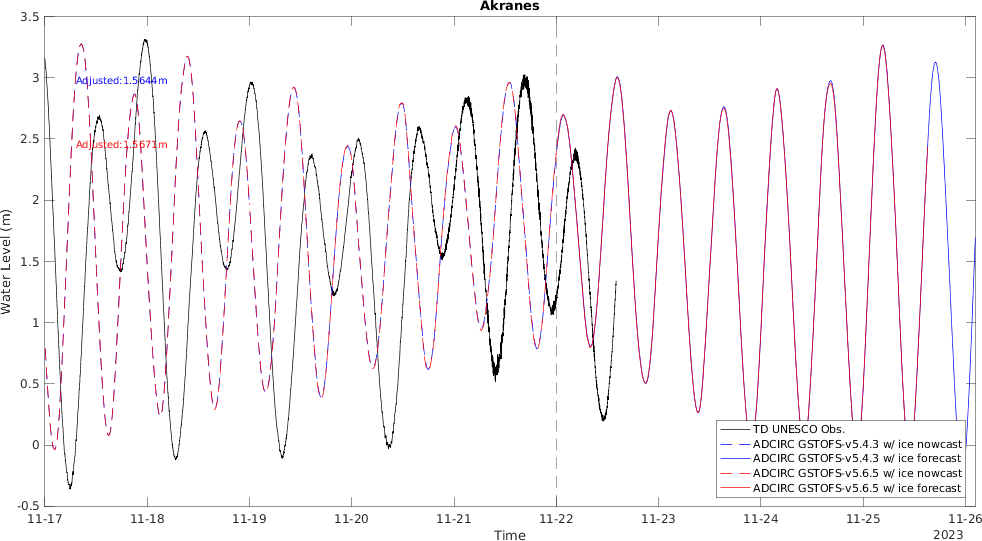 Akranes
3.5
3
2.5
2
1.5
1
0.5
0
-0.5
Water Level (m)
Adjusted:1.5644m
Adjusted:1.5671m
TD UNESCO Obs.
ADCIRC GSTOFS-v5.4.3 w/ ice nowcast
ADCIRC GSTOFS-v5.4.3 w/ ice forecast
ADCIRC GSTOFS-v5.6.5 w/ ice nowcast
ADCIRC GSTOFS-v5.6.5 w/ ice forecast
11-17 11-18 11-19 11-20 11-21 11-22 11-23 11-24 11-25 11-26
Time
2023